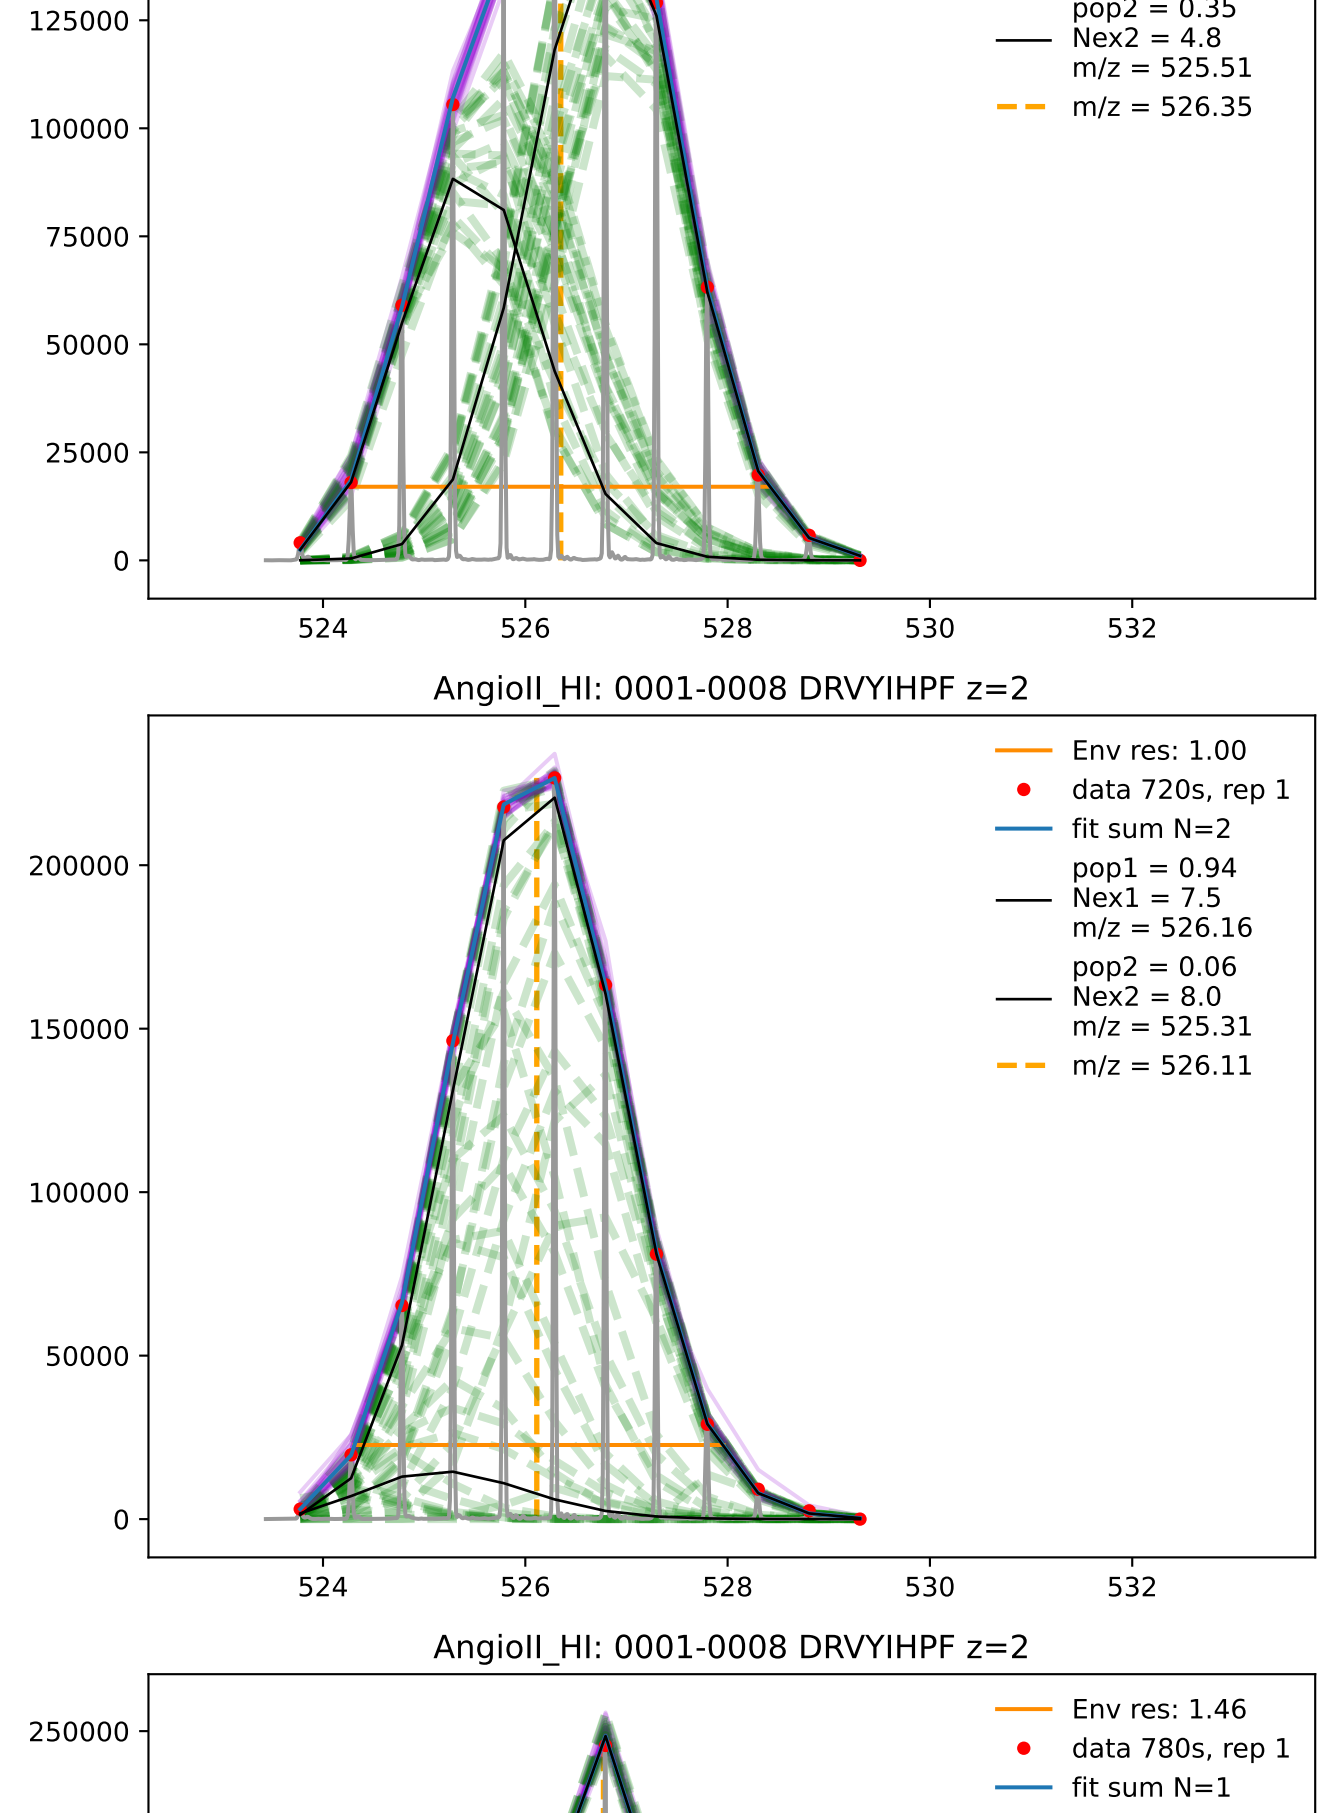 125000
100000
75000
50000
25000
0
pop2 = 0.35
Nex2 = 4.8
m/z = 525.51
m/z = 526.35
524 526 528 530 532
AngioII_HI: 0001-0008 DRVYIHPF z=2
200000
150000
100000
50000
0
Env res: 1.00
data 720s, rep 1
fit sum N=2
pop1 = 0.94
Nex1 = 7.5
m/z = 526.16
pop2 = 0.06
Nex2 = 8.0
m/z = 525.31
m/z = 526.11
524 526 528 530 532
AngioII_HI: 0001-0008 DRVYIHPF z=2
250000
Env res: 1.46
data 780s, rep 1
fit sum N=1